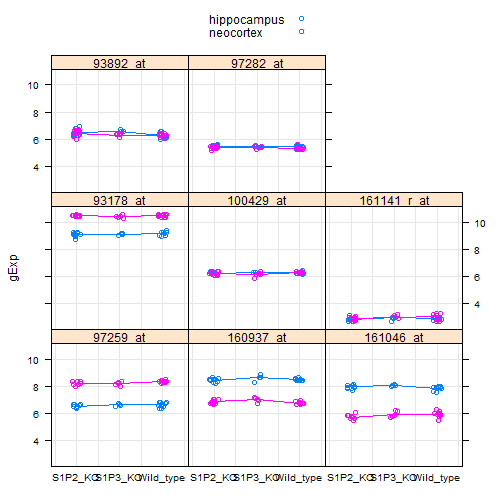 hippocampus
neocortex
93892_at
97282_at
10
8
6
4
93178_at
100429_at
161141_r_at
10
8
6
4
gExp
97259_at
160937_at
161046_at
10
8
6
4
S1P2_KO S1P3_KO Wild_type S1P2_KO S1P3_KO Wild_type S1P2_KO S1P3_KO Wild_type